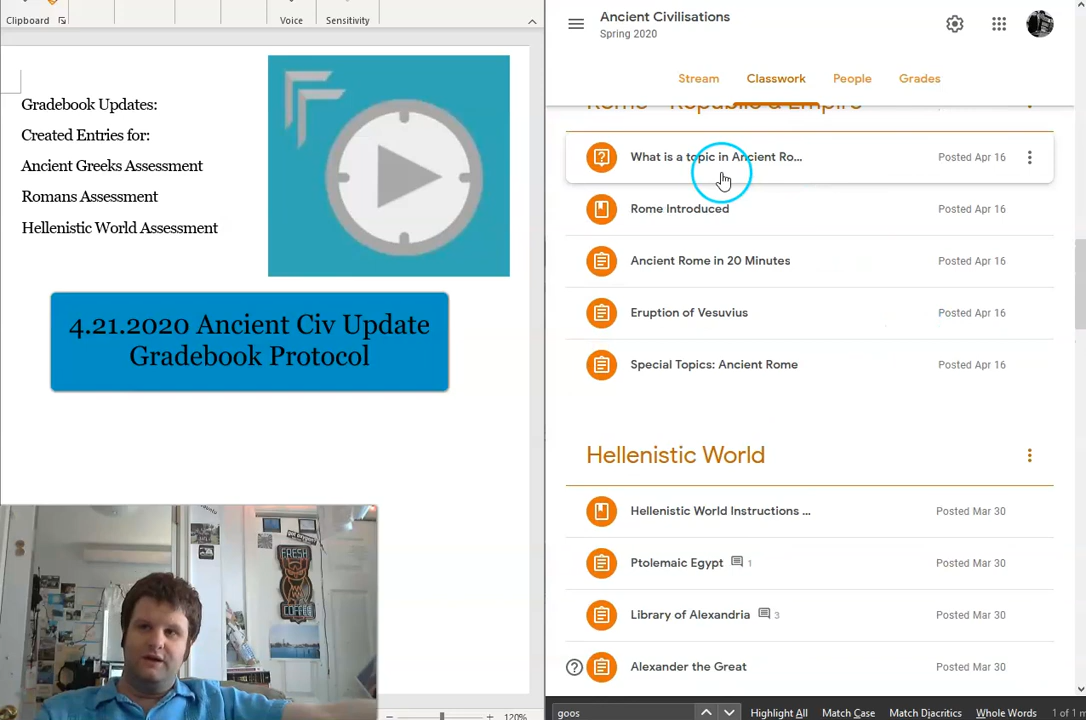 Clipboard
Voice
Sensitivity
Gradebook Updates:
Created Entries for:
Ancient Greeks Assessment
Romans Assessment
Hellenistic World Assessment
4.21.2020 Ancient Civ Update
Gradebook Protocol
120%
Ancient Civilisations
Spring 2020
Stream
Classwork
People
Grades
Rome - Republic & Empire
What is a topic in Ancient Ro...
Posted Apr 16
Rome Introduced
Posted Apr 16
Ancient Rome in 20 Minutes
Posted Apr 16
Eruption of Vesuvius
Posted Apr 16
Special Topics: Ancient Rome
Posted Apr 16
Hellenistic World
Hellenistic World Instructions ...
Posted Mar 30
Ptolemaic Egypt 1
Posted Mar 30
Library of Alexandria 3
Posted Mar 30
Alexander the Great
Posted Mar 30
goos
Highlight All
Match Case
Match Diacritics
Whole Words
1 of 1 m
FRESH
COFFEE